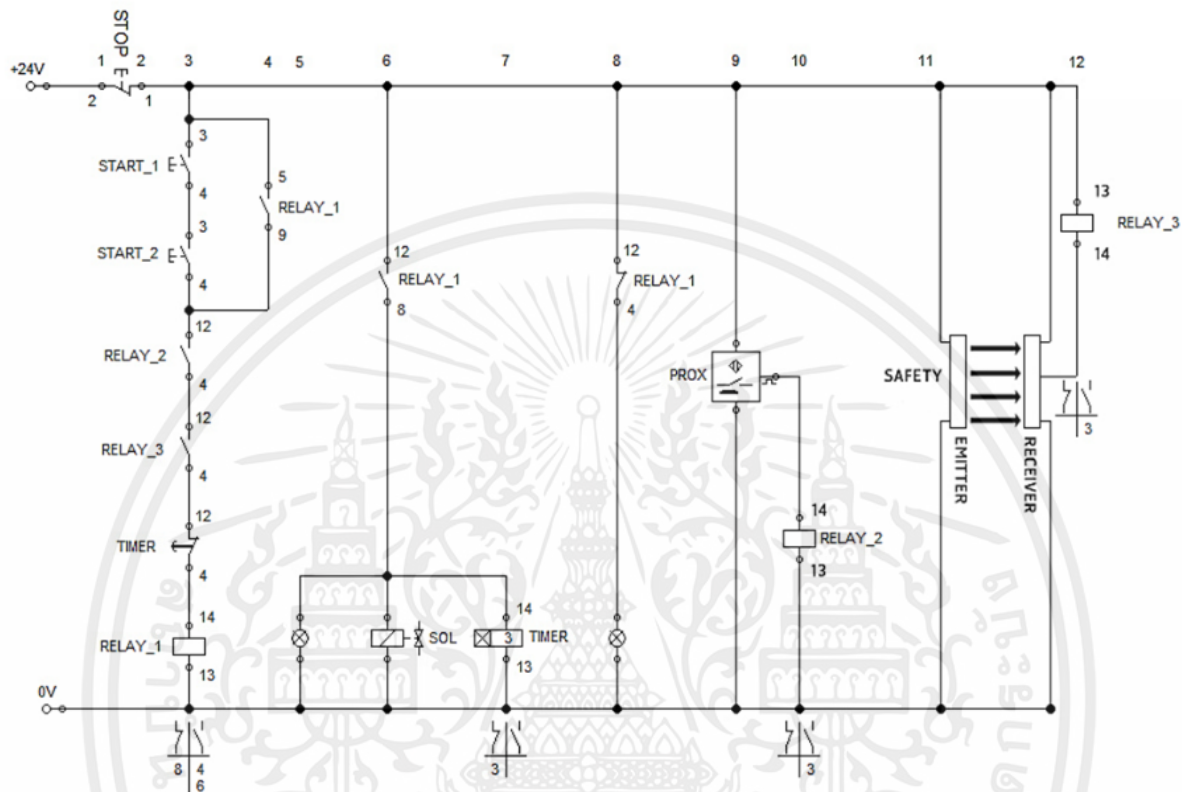 STOP
1 2 3 4 5 6 7 8 9 10 11 12
+24V
2 1
3
START_1
4
5
RELAY_1
9
3
START_2
4
12
RELAY_1
8
12
RELAY_1
4
13
RELAY_3
14
12
RELAY_2
4
PROX
SAFETY
EMITTER
RECEIVER
3
12
RELAY_3
4
12
TIMER
4
14
RELAY_2
13
14
RELAY_1
13
SOL
14
3 TIMER
13
0V
8 4
6
3
3